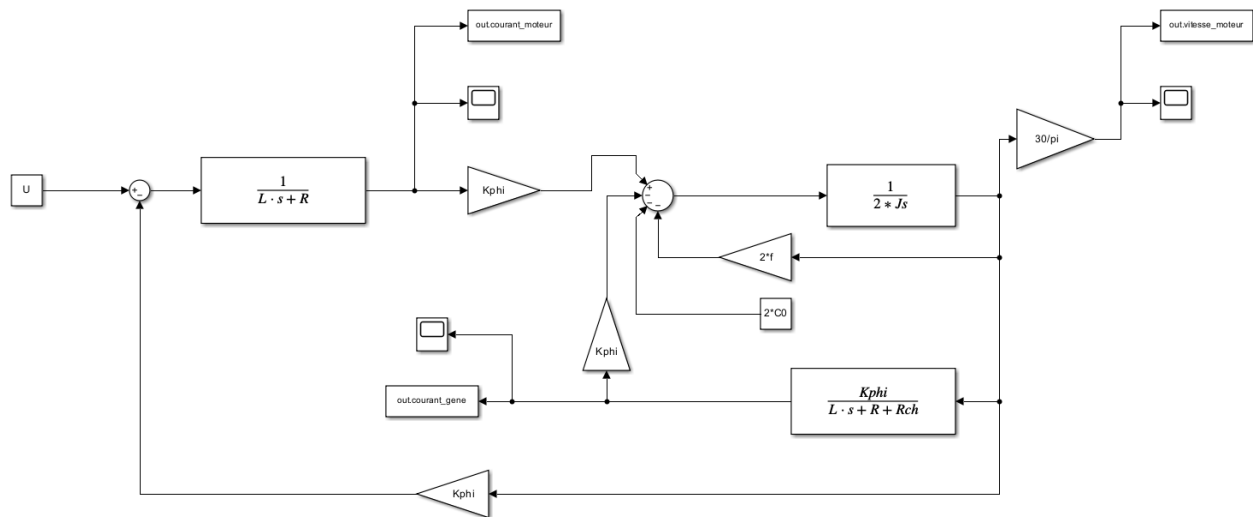 out.courant_moteur
out.vitesse_moteur
30/pi
U
+
−
1
L · s + R
Kphi
+
−
−
−
1
2 * Js
2*f
2*C0
Kphi
out.courant_gene
Kphi
L · s + R + Rch
Kphi